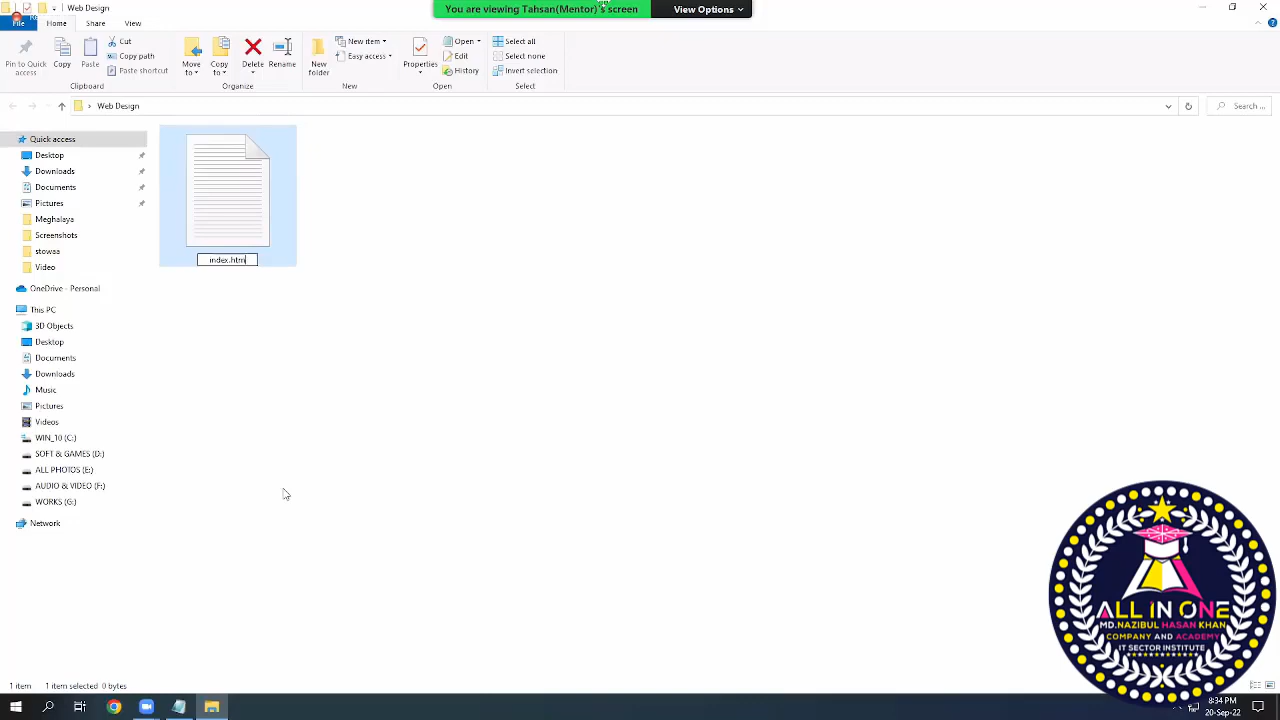 Web Design
You are viewing Tahsan(Mentor)'s screen
View Options
File
Home
Share
View
Pin to Quick access
Copy
Paste
Cut
Copy path
Paste shortcut
Clipboard
Move to
Copy to
Delete
Rename
Organize
New folder
New item
Easy access
New
Properties
Open
Edit
History
Open
Select all
Select none
Invert selection
Select
Web Design
Search ...
Quick access
Desktop
Downloads
Documents
Pictures
Meghalaya
Screenshots
stowaa
Video
OneDrive - Personal
This PC
3D Objects
Desktop
Documents
Downloads
Music
Pictures
Videos
WIN_10 (C:)
SOFT & GAMES (D:)
ALL PHOTOS (E:)
AUDIO & VIDEO (F:)
WORKS (G:)
Network
index.htm
1 item
1 item selected 0 bytes
ALL IN ONE
MD.NAZIBUL HASAN KHAN
COMPANY AND ACADEMY
IT SECTOR INSTITUTE
8:34 PM
20-Sep-22